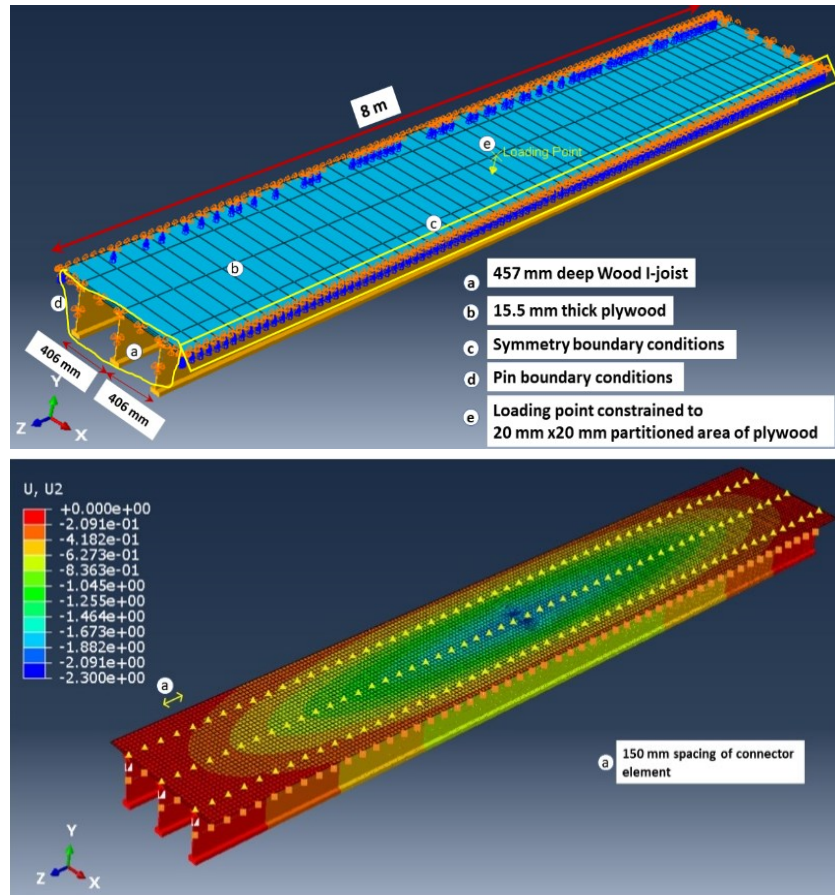 8 m
e
Loading Point
c
b
d
a
406 mm
406 mm
Y
Z
X
a 457 mm deep Wood I-joist
b 15.5 mm thick plywood
c Symmetry boundary conditions
d Pin boundary conditions
e Loading point constrained to
20 mm x20 mm partitioned area of plywood
U, U2
+0.000e+00
-2.091e-01
-4.182e-01
-6.273e-01
-8.363e-01
-1.045e+00
-1.255e+00
-1.464e+00
-1.673e+00
-1.882e+00
-2.091e+00
-2.300e+00
a
a 150 mm spacing of connector
element
Y
Z
X